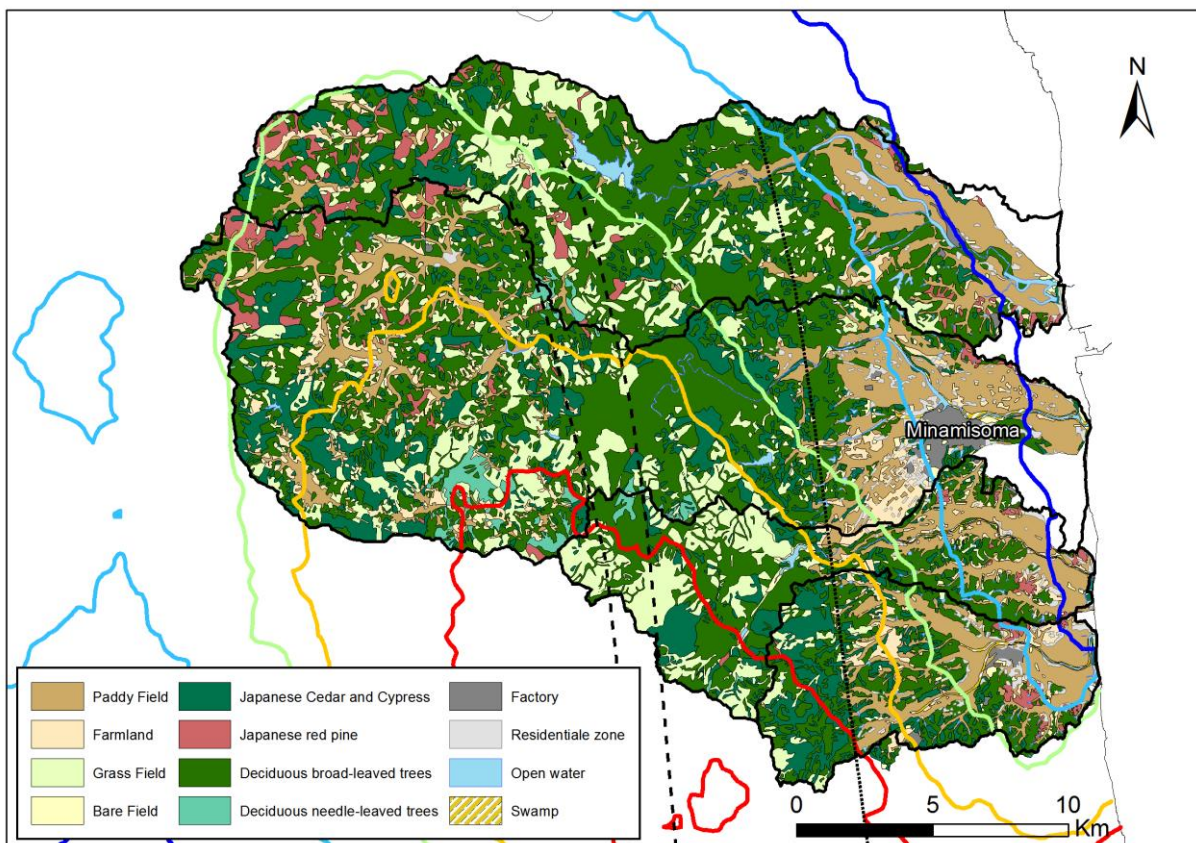 N
Minamisoma
Paddy Field
Japanese Cedar and Cypress
Factory
Farmland
Japanese red pine
Residentiale zone
Grass Field
Deciduous broad-leaved trees
Open water
Bare Field
Deciduous needle-leaved trees
Swamp
0 5 10
Km